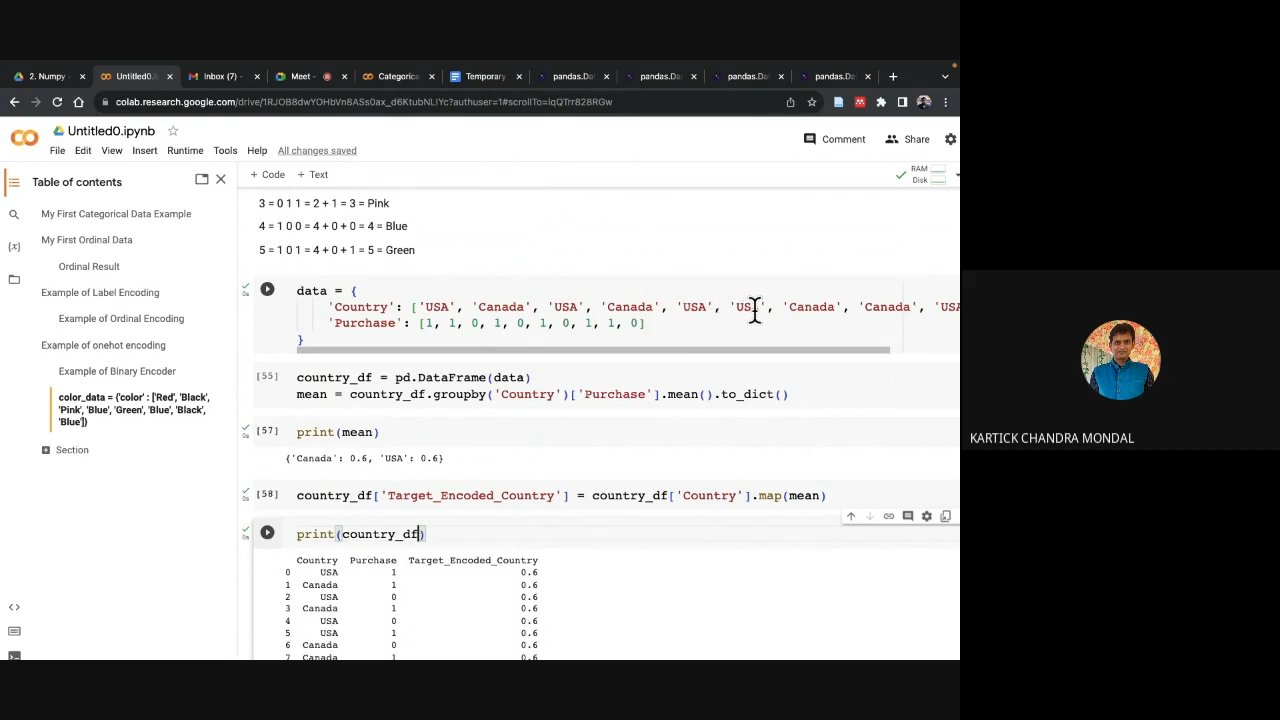 2. Numpy
Untitled0.ip
Inbox (7) -
Meet -
Categorica
Temporary
pandas.Da
pandas.Da
pandas.Da
pandas.Da
colab.research.google.com/drive/1RJOB8dwYOHbVn8ASs0ax_d6KtubNLIYc?authuser=1#scrollTo=lqQTrr828RGw
Untitled0.ipynb
File Edit View Insert Runtime Tools Help All changes saved
Comment
Share
Table of contents
+ Code + Text
RAM
Disk
My First Categorical Data Example
My First Ordinal Data
Ordinal Result
Example of Label Encoding
Example of Ordinal Encoding
Example of onehot encoding
Example of Binary Encoder
color_data = {'color' : ['Red', 'Black',
'Pink', 'Blue', 'Green', 'Blue', 'Black',
'Blue']}
Section
3 = 0 1 1 = 2 + 1 = 3 = Pink
4 = 1 0 0 = 4 + 0 + 0 = 4 = Blue
5 = 1 0 1 = 4 + 0 + 1 = 5 = Green
data = {
'Country': ['USA', 'Canada', 'USA', 'Canada', 'USA', 'USA', 'Canada', 'Canada', 'USA
'Purchase': [1, 1, 0, 1, 0, 1, 0, 1, 1, 0]
}
[55] country_df = pd.DataFrame(data)
mean = country_df.groupby('Country')['Purchase'].mean().to_dict()
[57] print(mean)
{'Canada': 0.6, 'USA': 0.6}
[58] country_df['Target_Encoded_Country'] = country_df['Country'].map(mean)
print(country_df)
Country Purchase Target_Encoded_Country
0 USA 1 0.6
1 Canada 1 0.6
2 USA 0 0.6
3 Canada 1 0.6
4 USA 0 0.6
5 USA 1 0.6
6 Canada 0 0.6
7 Canada 1 0.6
KARTICK CHANDRA MONDAL